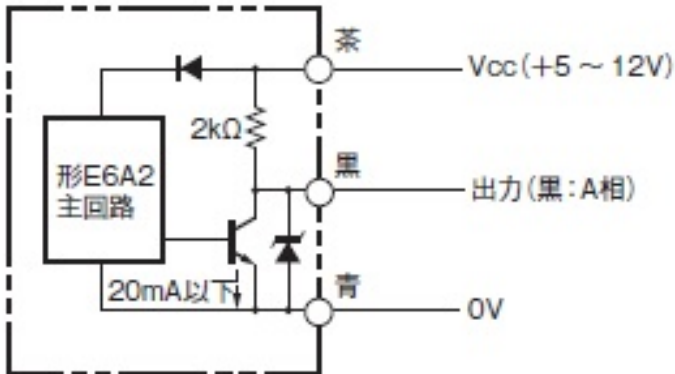 茶
Vcc(+5～12V)
2kΩ
形E6A2
主回路
黒
出力(黒:A相)
20mA以下
青
0V